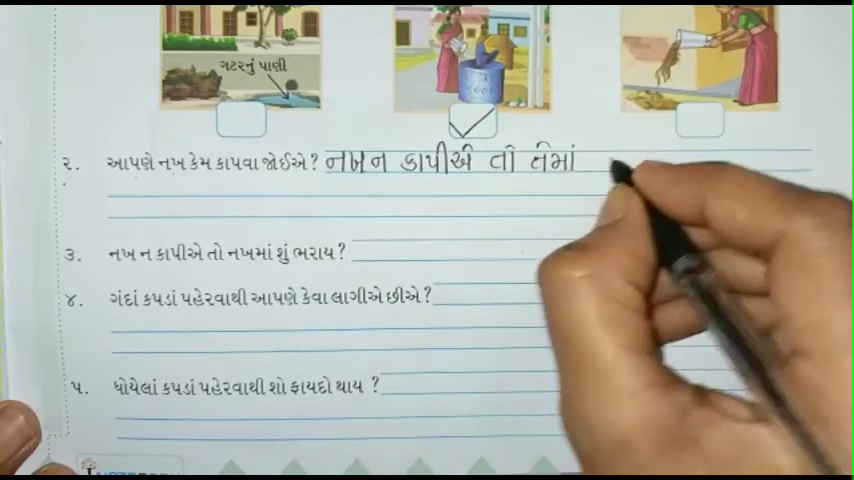 ગટરનું પાણી
૨. આપણે નખ કેમ કાપવા જોઈએ? નખ ન કાપીએ તો તેમાં
૩. નખ ન કાપીએ તો નખમાં શું ભરાય?
૪. ગંદાં કપડાં પહેરવાથી આપણે કેવા લાગીએ છીએ?
૫. ધોયેલાં કપડાં પહેરવાથી શો ફાયદો થાય ?